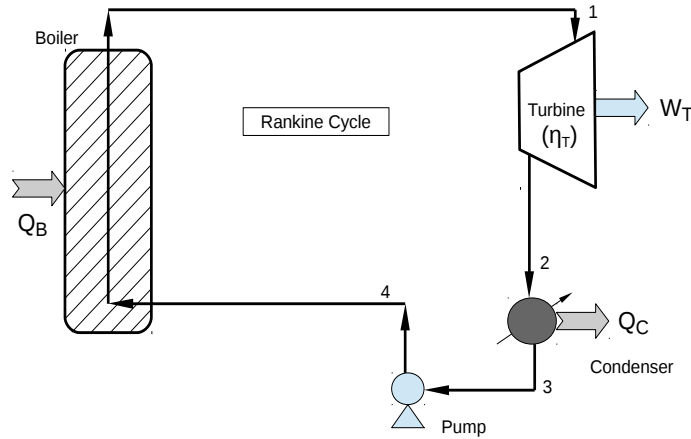 1
Boiler
Rankine Cycle
Turbine
(ηT)
WT
QB
2
4
QC
Condenser
3
Pump